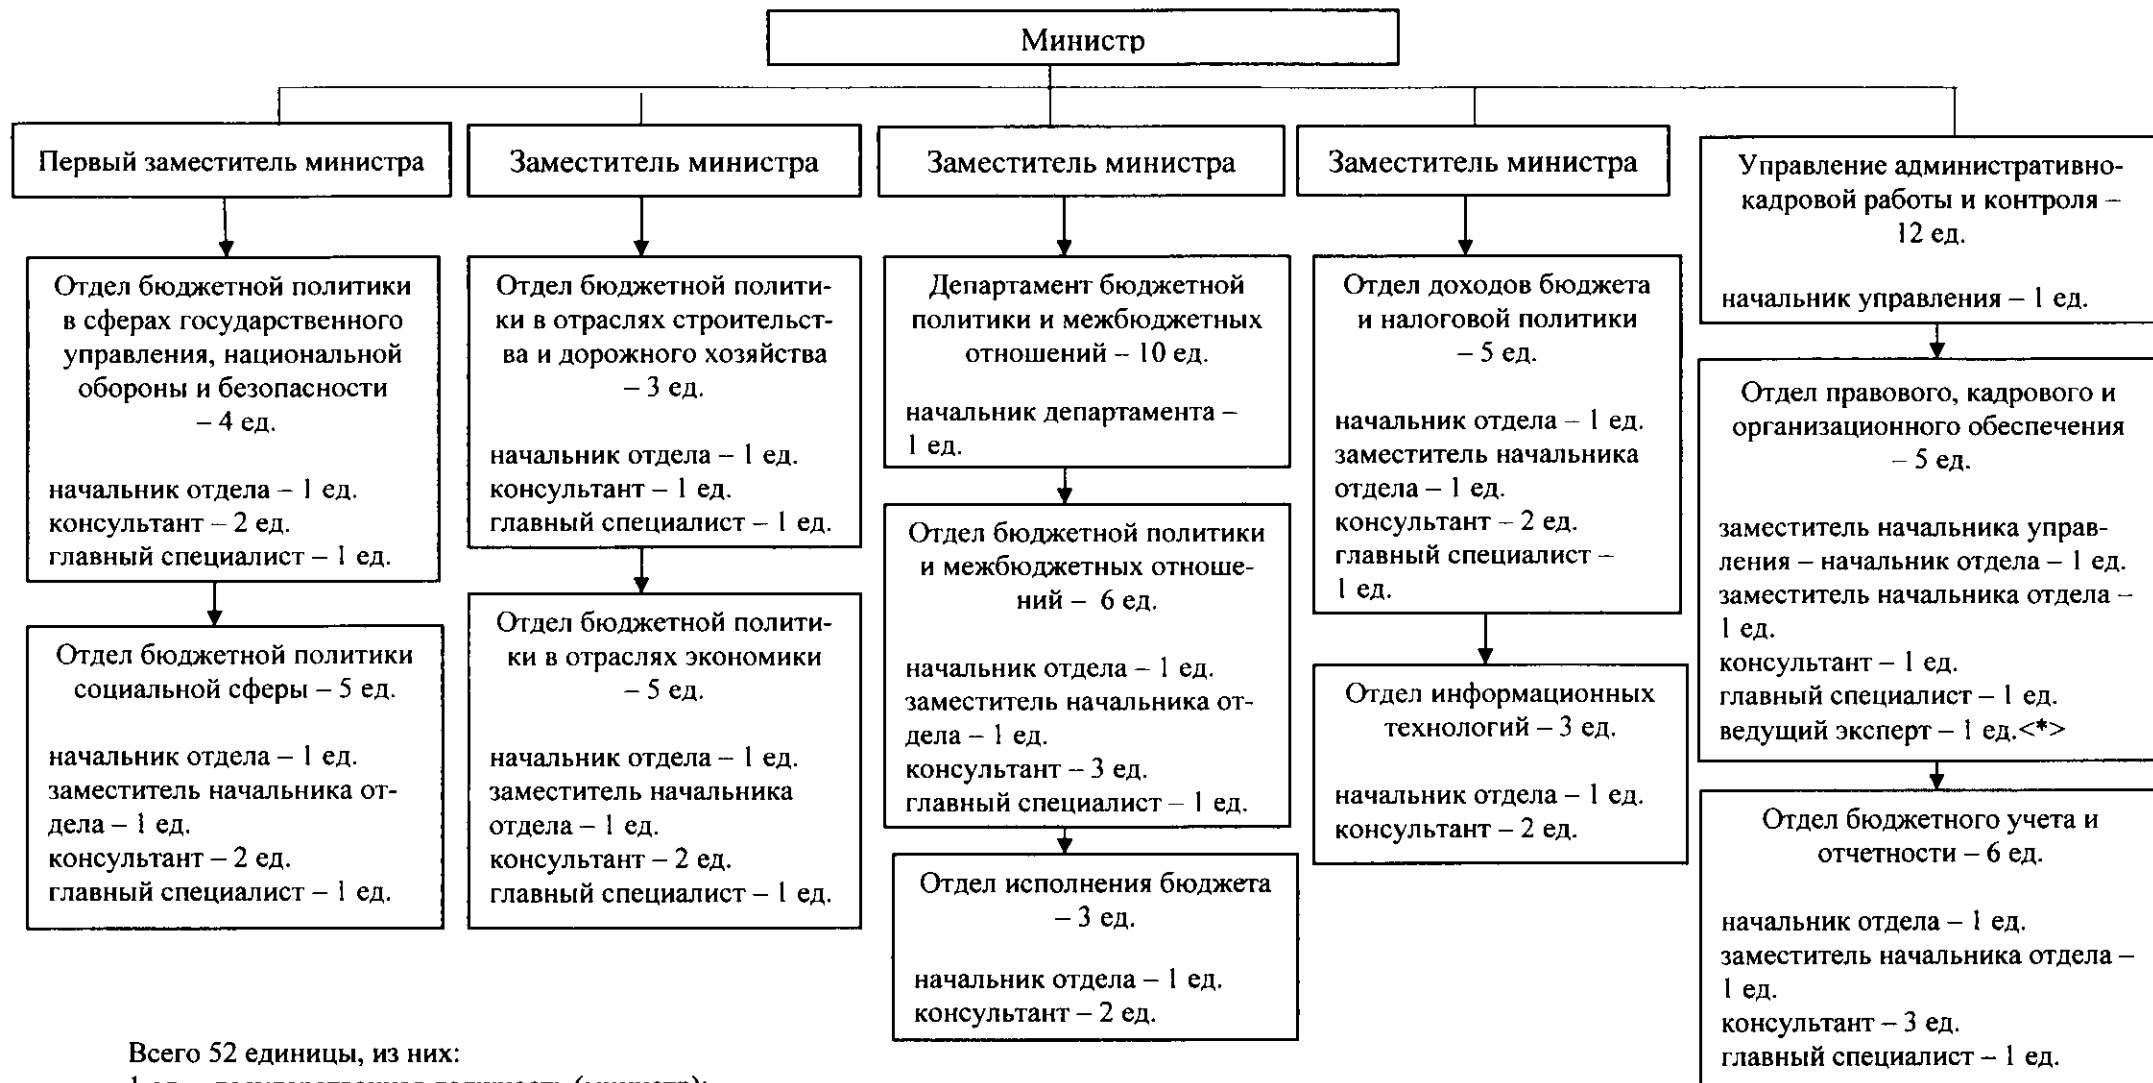 Министр
Первый заместитель министра
Отдел бюджетной политики
в сферах государственного
управления, национальной
обороны и безопасности
– 4 ед.
начальник отдела – 1 ед.
консультант – 2 ед.
главный специалист – 1 ед.
Отдел бюджетной политики
социальной сферы – 5 ед.
начальник отдела – 1 ед.
заместитель начальника от-
дела – 1 ед.
консультант – 2 ед.
главный специалист – 1 ед.
Заместитель министра
Отдел бюджетной полити-
ки в отраслях строительст-
ва и дорожного хозяйства
– 3 ед.
начальник отдела – 1 ед.
консультант – 1 ед.
главный специалист – 1 ед.
Отдел бюджетной полити-
ки в отраслях экономики
– 5 ед.
начальник отдела – 1 ед.
заместитель начальника
отдела – 1 ед.
консультант – 2 ед.
главный специалист – 1 ед.
Заместитель министра
Департамент бюджетной
политики и межбюджетных
отношений – 10 ед.
начальник департамента –
1 ед.
Отдел бюджетной политики
и межбюджетных отноше-
ний – 6 ед.
начальник отдела – 1 ед.
заместитель начальника от-
дела – 1 ед.
консультант – 3 ед.
главный специалист – 1 ед.
Отдел исполнения бюджета
– 3 ед.
начальник отдела – 1 ед.
консультант – 2 ед.
Заместитель министра
Отдел доходов бюджета
и налоговой политики
– 5 ед.
начальник отдела – 1 ед.
заместитель начальника
отдела – 1 ед.
консультант – 2 ед.
главный специалист –
1 ед.
Отдел информационных
технологий – 3 ед.
начальник отдела – 1 ед.
консультант – 2 ед.
Управление административно-
кадровой работы и контроля –
12 ед.
начальник управления – 1 ед.
Отдел правового, кадрового и
организационного обеспечения
– 5 ед.
заместитель начальника управ-
ления – начальник отдела – 1 ед.
заместитель начальника отдела –
1 ед.
консультант – 1 ед.
главный специалист – 1 ед.
ведущий эксперт – 1 ед.<*>
Отдел бюджетного учета и
отчетности – 6 ед.
начальник отдела – 1 ед.
заместитель начальника отдела –
1 ед.
консультант – 3 ед.
главный специалист – 1 ед.
Всего 52 единицы, из них: